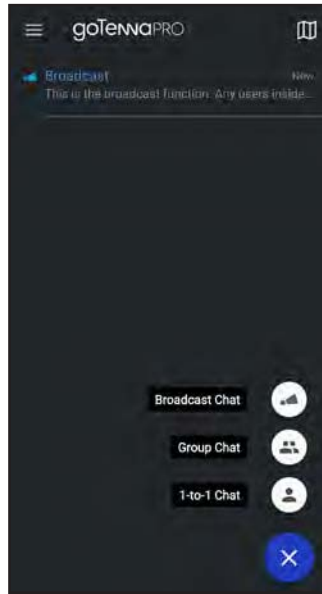 goTennaPRO
Broadcast
Now
This is the broadcast function. Any users inside...
Broadcast Chat
Group Chat
1-to-1 Chat